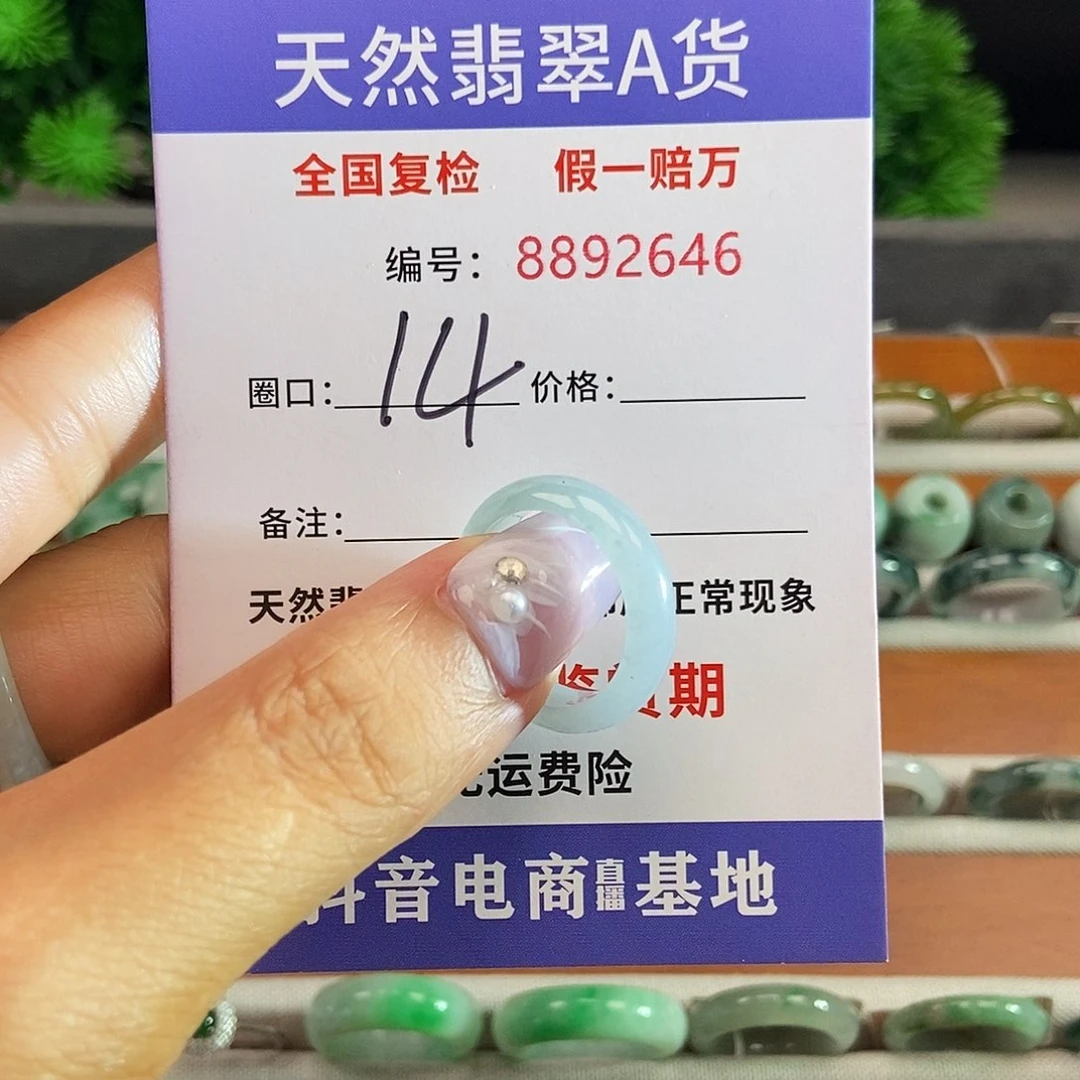 天然翡翠A货
全国复检 假一赔万
编号：8892646
圈口：14 价格：
备注：
天然 正常现象
期
运费险
音电商直播基地